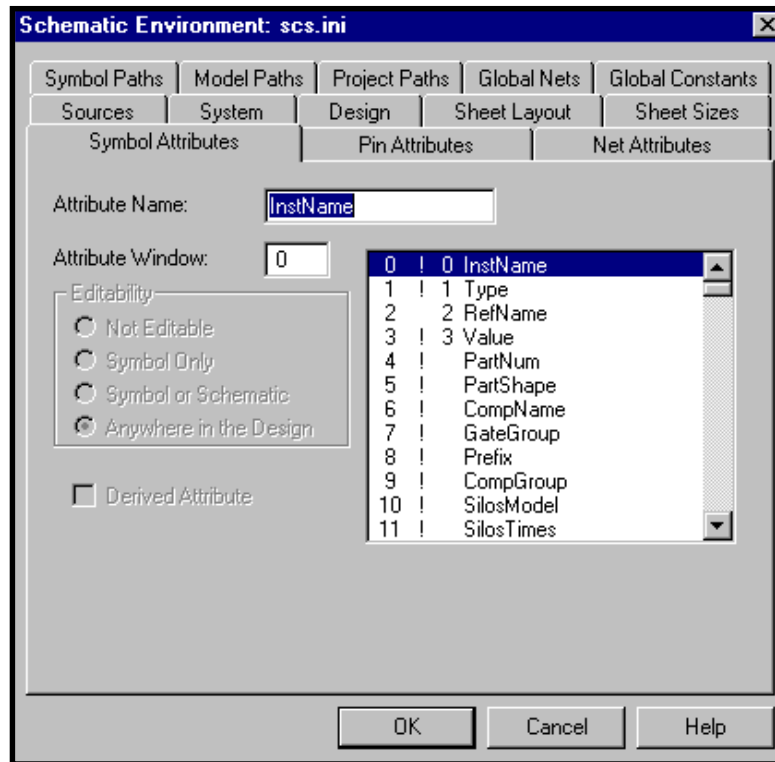 Schematic Environment: scs.ini
Symbol Paths Model Paths Project Paths Global Nets Global Constants
Sources System Design Sheet Layout Sheet Sizes
Symbol Attributes Pin Attributes Net Attributes
Attribute Name: InstName
Attribute Window: 0
Editability
Not Editable
Symbol Only
Symbol or Schematic
Anywhere in the Design
Derived Attribute
0 ! 0 InstName
1 ! 1 Type
2 2 RefName
3 ! 3 Value
4 ! PartNum
5 ! PartShape
6 ! CompName
7 ! GateGroup
8 ! Prefix
9 ! CompGroup
10 ! SilosModel
11 ! SilosTimes
OK Cancel Help